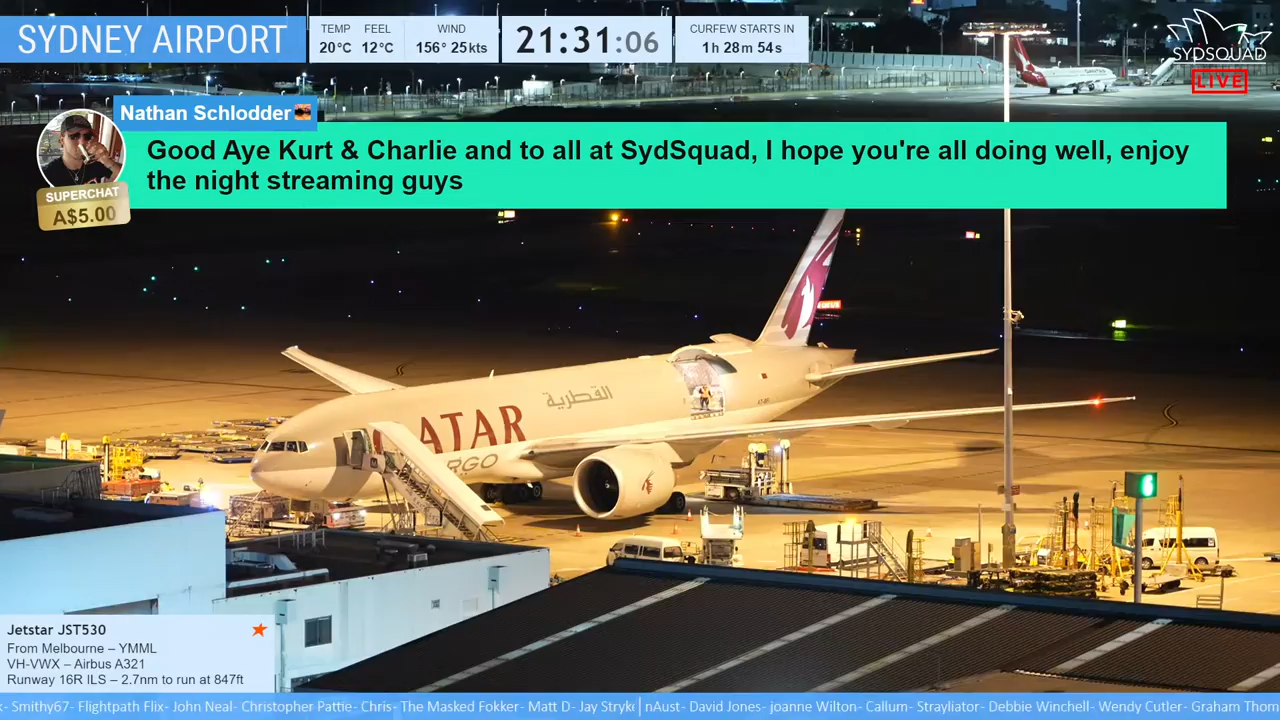 SYDNEY AIRPORT
TEMP FEEL WIND
20°C 12°C 156° 25kts
21:31:06
CURFEW STARTS IN
1h 28m 54s
SYDSQUAD
LIVE
Nathan Schlodder
Good Aye Kurt & Charlie and to all at SydSquad, I hope you're all doing well, enjoy
the night streaming guys
SUPERCHAT
A$5.00
القطرية
ATAR
RGO
6
Jetstar JST530
From Melbourne – YMML
VH-VWX – Airbus A321
Runway 16R ILS – 2.7nm to run at 847ft
- Smithy67- Flightpath Flix- John Neal- Christopher Pattie- Chris- The Masked Fokker- Matt D- Jay Stryk nAust- David Jones- joanne Wilton- Callum- Strayliator- Debbie Winchell- Wendy Cutler- Graham Thom